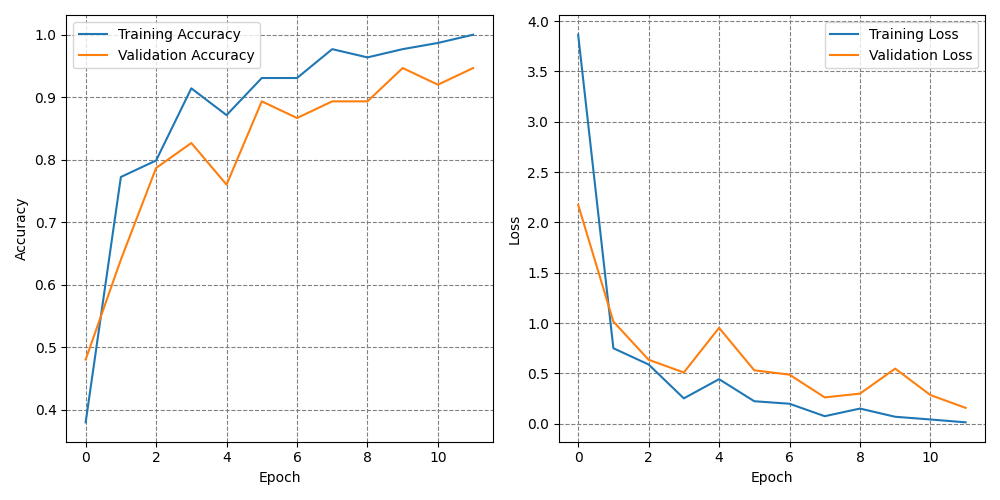 Training Accuracy
Validation Accuracy
1.0
0.9
0.8
0.7
0.6
0.5
0.4
Accuracy
0 2 4 6 8 10
Epoch
Training Loss
Validation Loss
4.0
3.5
3.0
2.5
2.0
1.5
1.0
0.5
0.0
Loss
0 2 4 6 8 10
Epoch